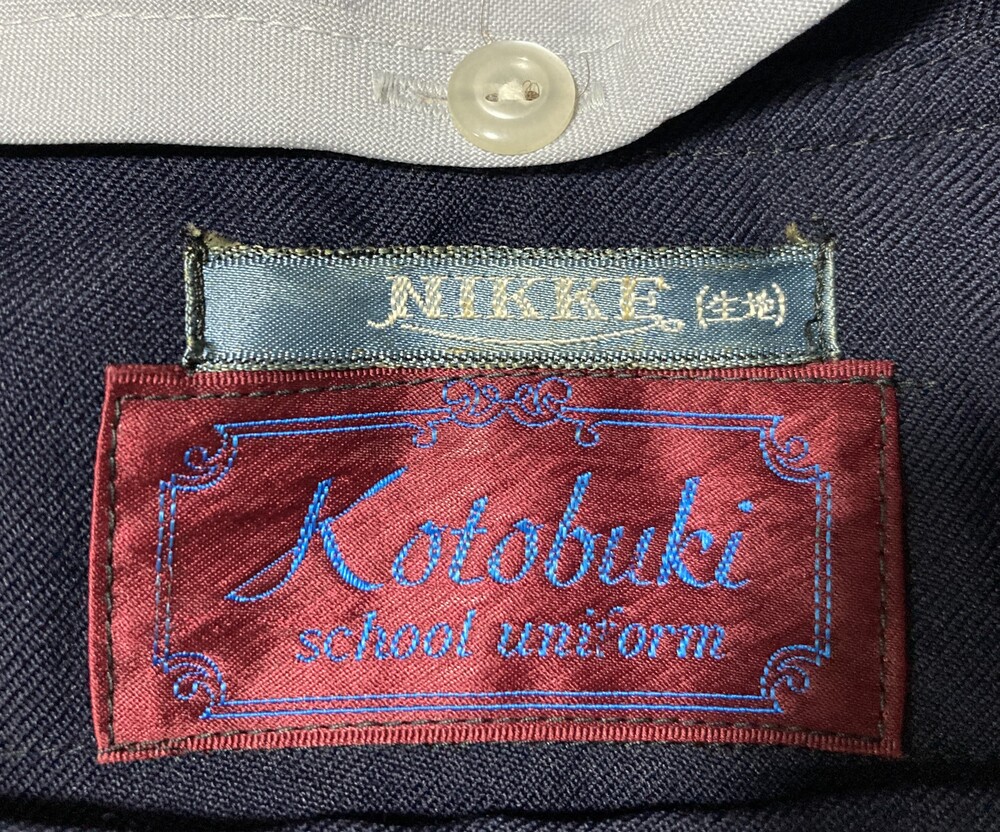 NIKKE (生地)
Kotobuki
school uniform